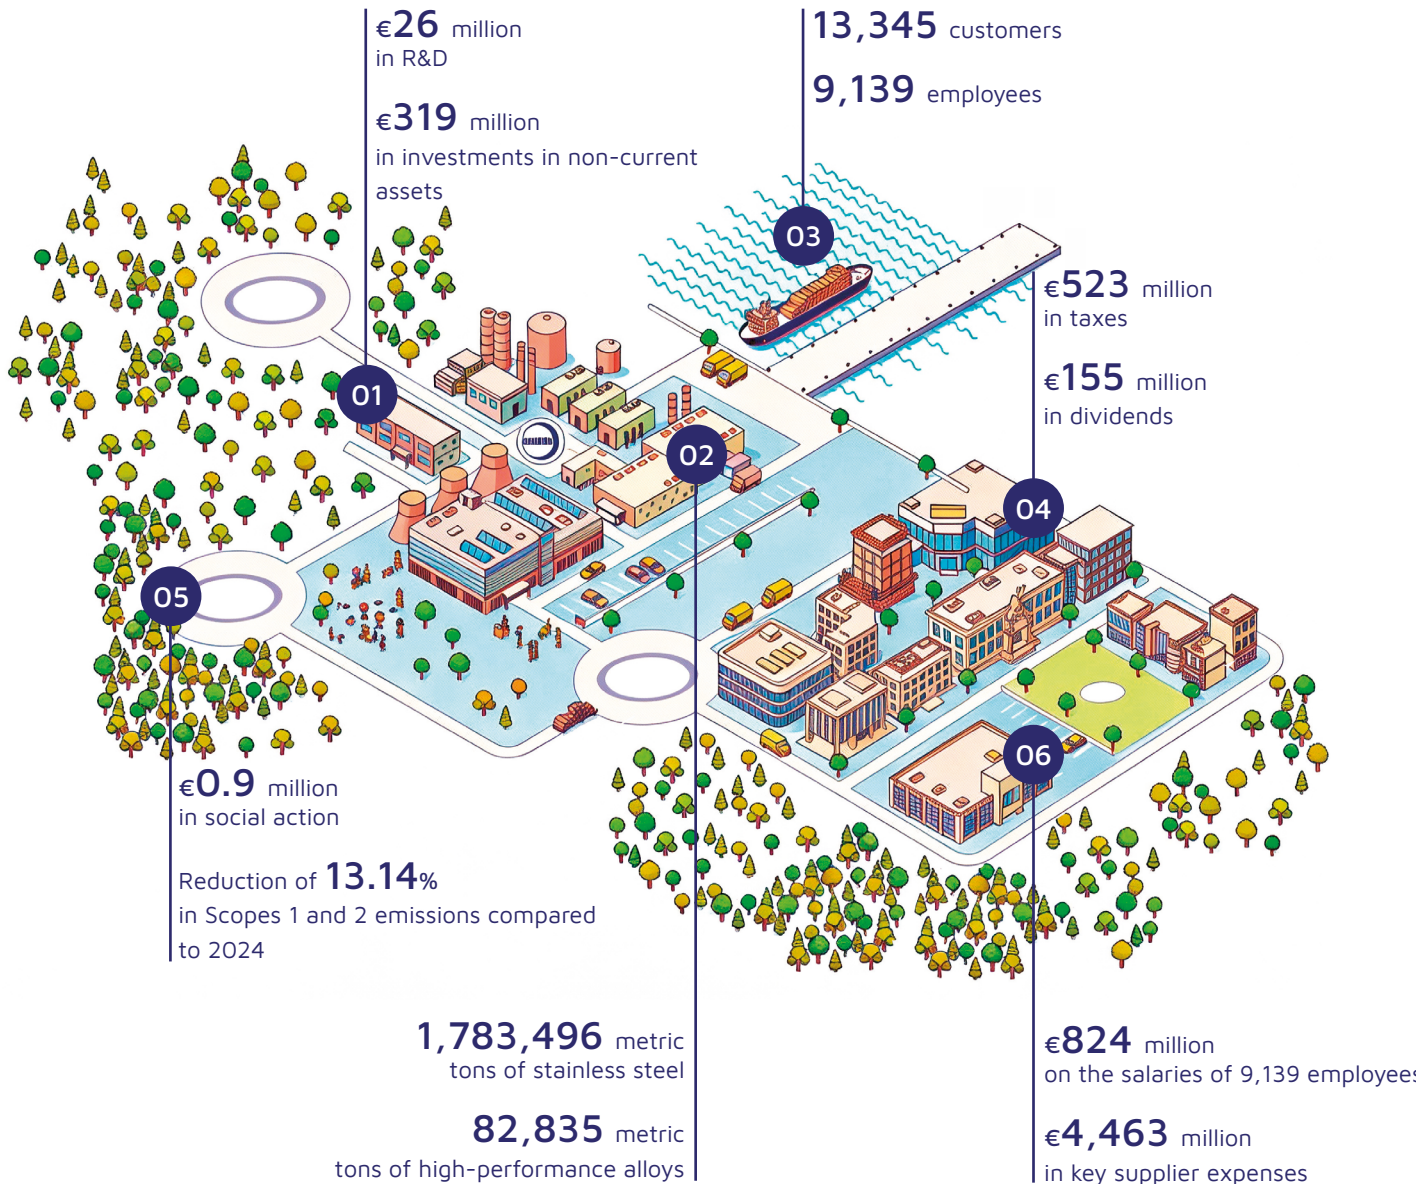 €26 million
in R&D
€319 million
in investments in non-current
assets
13,345 customers
9,139 employees
03
€523 million
in taxes
€155 million
in dividends
01
02
04
05
06
€0.9 million
in social action
Reduction of 13.14%
in Scopes 1 and 2 emissions compared
to 2024
1,783,496 metric
tons of stainless steel
82,835 metric
tons of high-performance alloys
€824 million
on the salaries of 9,139 employees
€4,463 million
in key supplier expenses